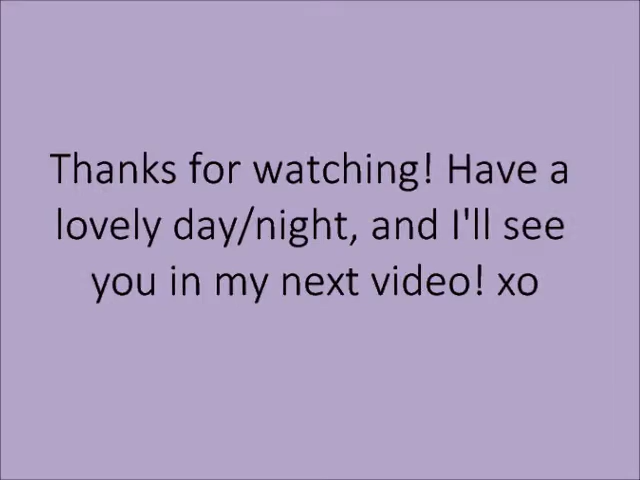 Thanks for watching! Have a
lovely day/night, and I'll see
you in my next video! xo